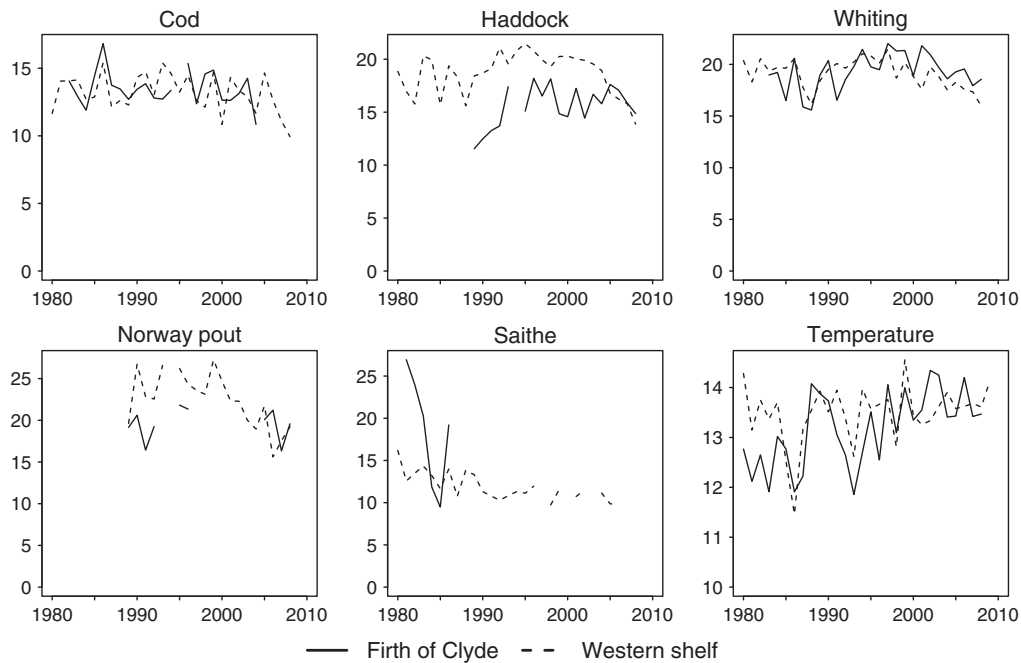 Cod Haddock Whiting
15 20 20
10 15 15
10 10
5 5 5
0 0 0
1980 1990 2000 2010 1980 1990 2000 2010 1980 1990 2000 2010
Norway pout Saithe Temperature
25 25 14
20 20 13
15 15 12
10 10 11
5 5
0 0 10
1980 1990 2000 2010 1980 1990 2000 2010 1980 1990 2000 2010
Firth of Clyde Western shelf